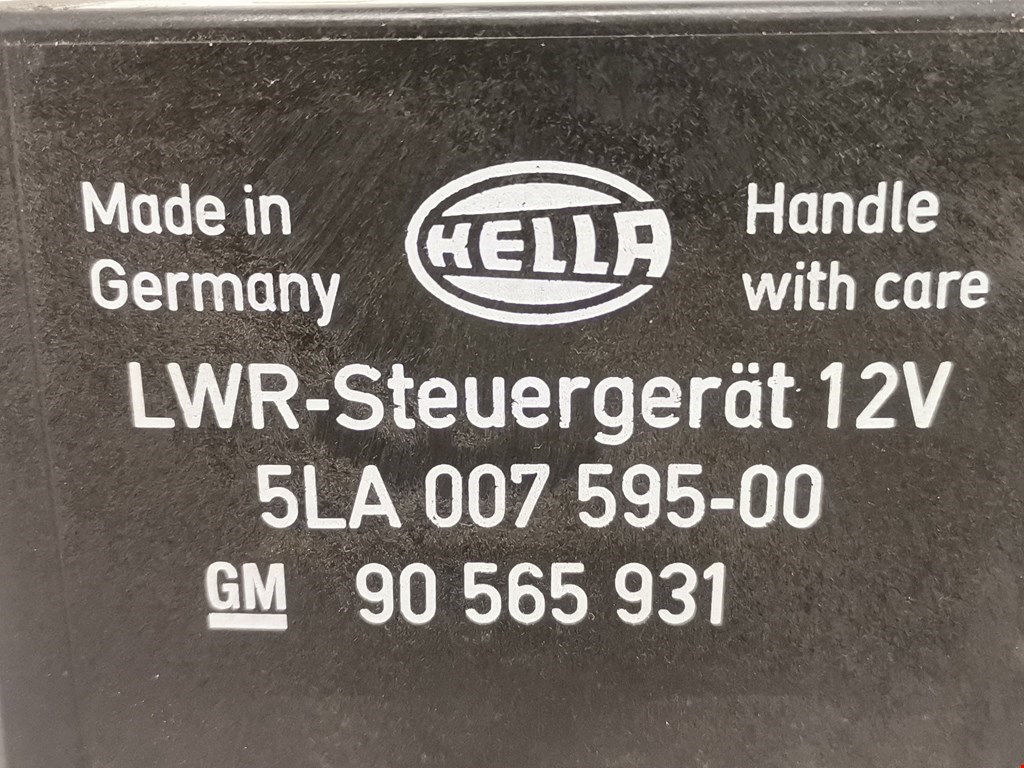 Made in
Germany
HELLA
Handle
with care
LWR-Steuergerät 12V
5LA 007 595-00
GM 90 565 931